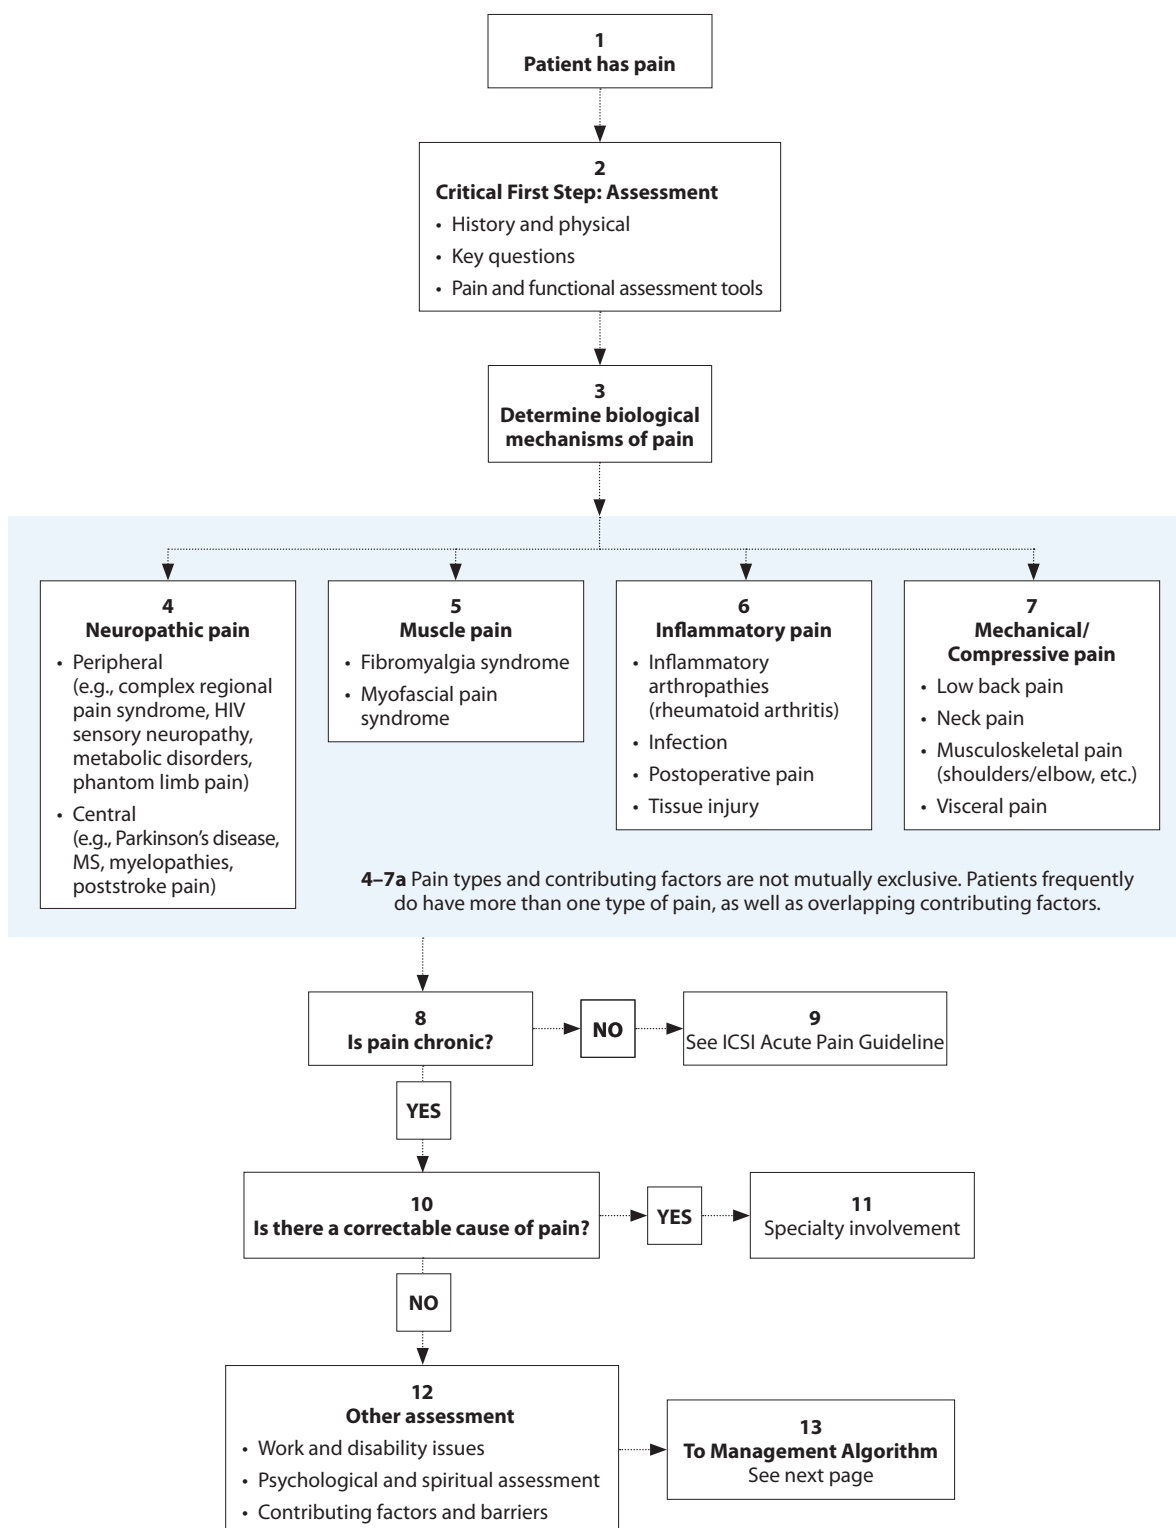 1
Patient has pain
2
Critical First Step: Assessment
• History and physical
• Key questions
• Pain and functional assessment tools
3
Determine biological
mechanisms of pain
4
Neuropathic pain
• Peripheral
(e.g., complex regional
pain syndrome, HIV
sensory neuropathy,
metabolic disorders,
phantom limb pain)
• Central
(e.g., Parkinson's disease,
MS, myelopathies,
poststroke pain)
5
Muscle pain
• Fibromyalgia syndrome
• Myofascial pain
syndrome
6
Inflammatory pain
• Inflammatory
arthropathies
(rheumatoid arthritis)
• Infection
• Postoperative pain
• Tissue injury
7
Mechanical/
Compressive pain
• Low back pain
• Neck pain
• Musculoskeletal pain
(shoulders/elbow, etc.)
• Visceral pain
4–7a Pain types and contributing factors are not mutually exclusive. Patients frequently
do have more than one type of pain, as well as overlapping contributing factors.
8
Is pain chronic?
NO
9
See ICSI Acute Pain Guideline
YES
10
Is there a correctable cause of pain?
YES
11
Specialty involvement
NO
12
Other assessment
• Work and disability issues
• Psychological and spiritual assessment
• Contributing factors and barriers
13
To Management Algorithm
See next page